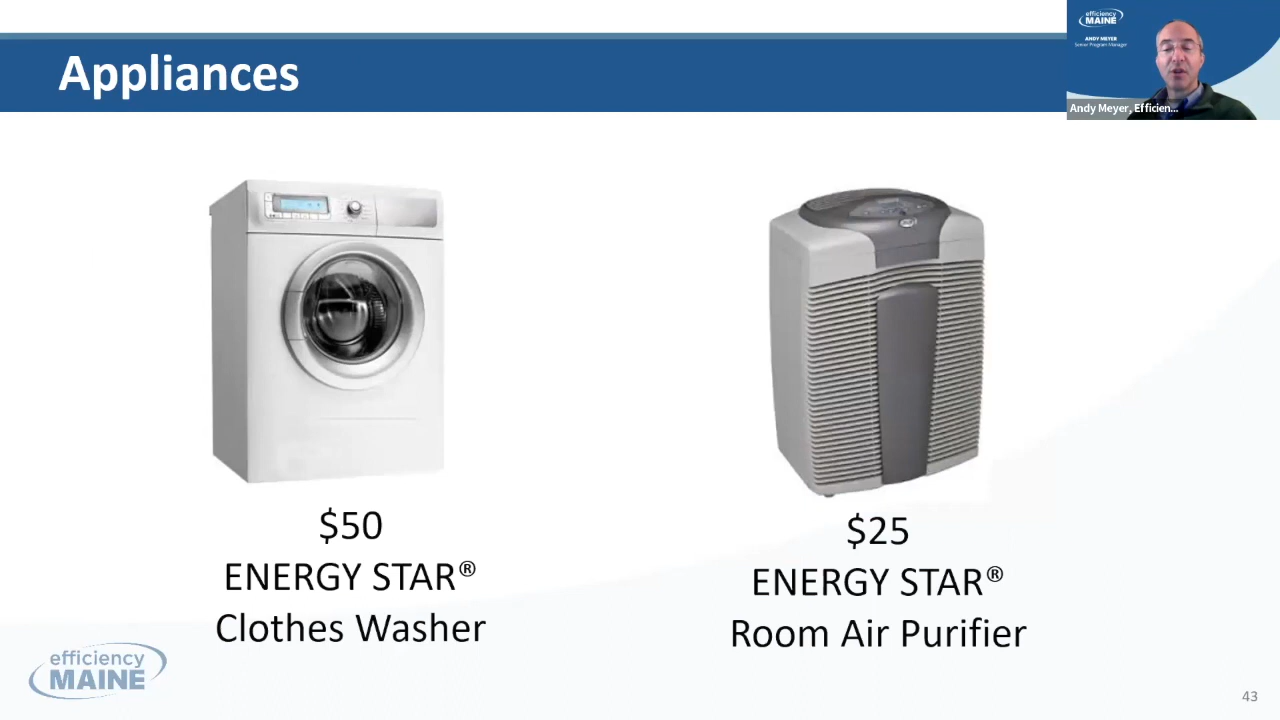 Appliances
efficiency
MAINE
ANDY MEYER
Senior Program Manager
Andy Meyer, Efficien...
$50
ENERGY STAR®
Clothes Washer
$25
ENERGY STAR®
Room Air Purifier
efficiency
MAINE
43